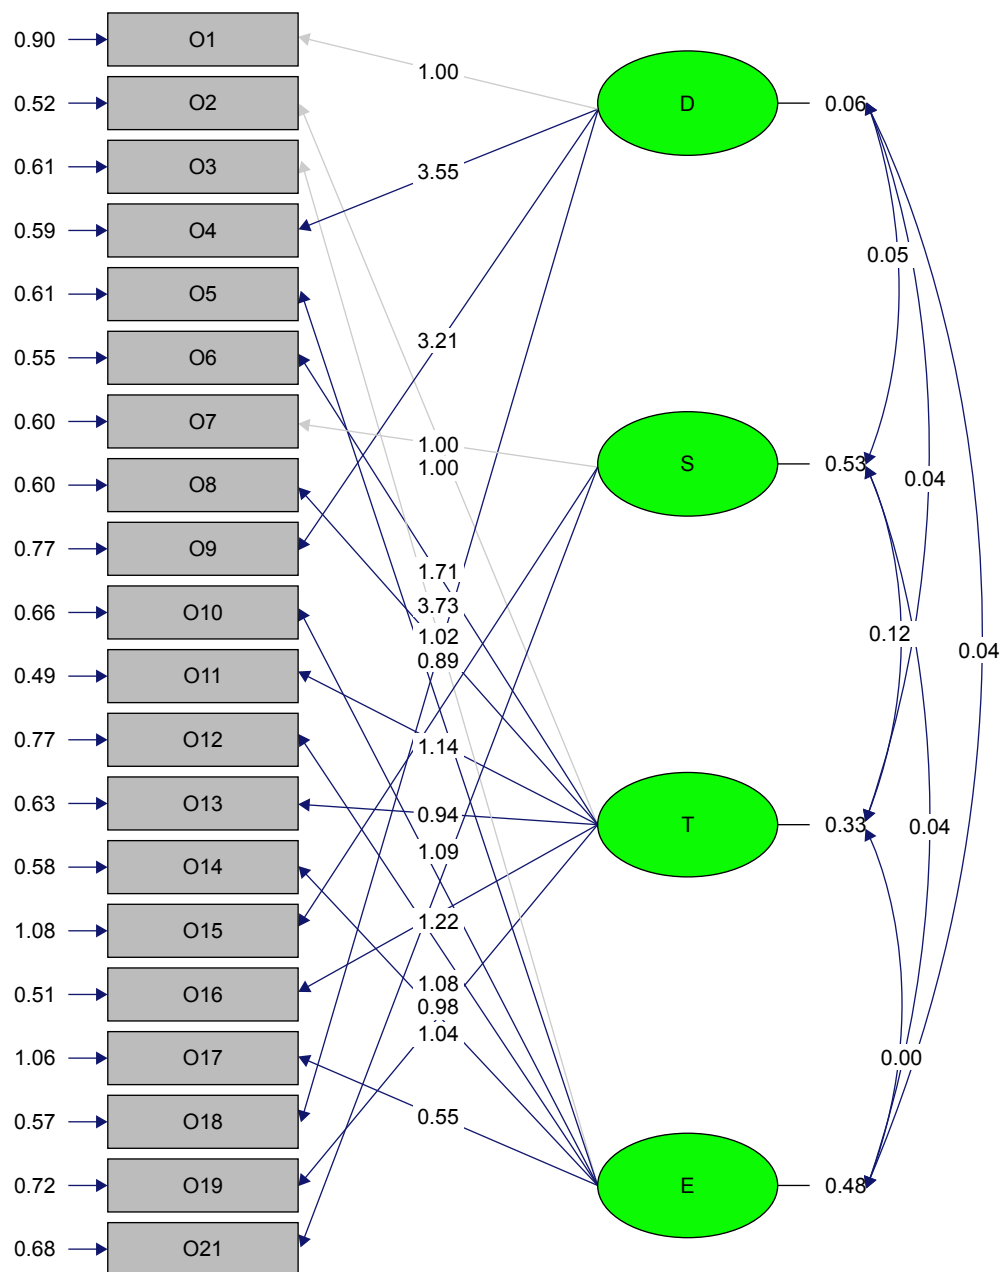 0.90 O1
0.52 O2
0.61 O3
0.59 O4
0.61 O5
0.55 O6
0.60 O7
0.60 O8
0.77 O9
0.66 O10
0.49 O11
0.77 O12
0.63 O13
0.58 O14
1.08 O15
0.51 O16
1.06 O17
0.57 O18
0.72 O19
0.68 O21
1.00
3.55
3.21
1.00
1.00
1.71
3.73
1.02
0.89
1.14
0.94
1.09
1.22
1.08
0.98
1.04
0.55
D 0.06
S 0.53
T 0.33
E 0.48
0.05
0.04
0.12
0.04
0.04
0.00